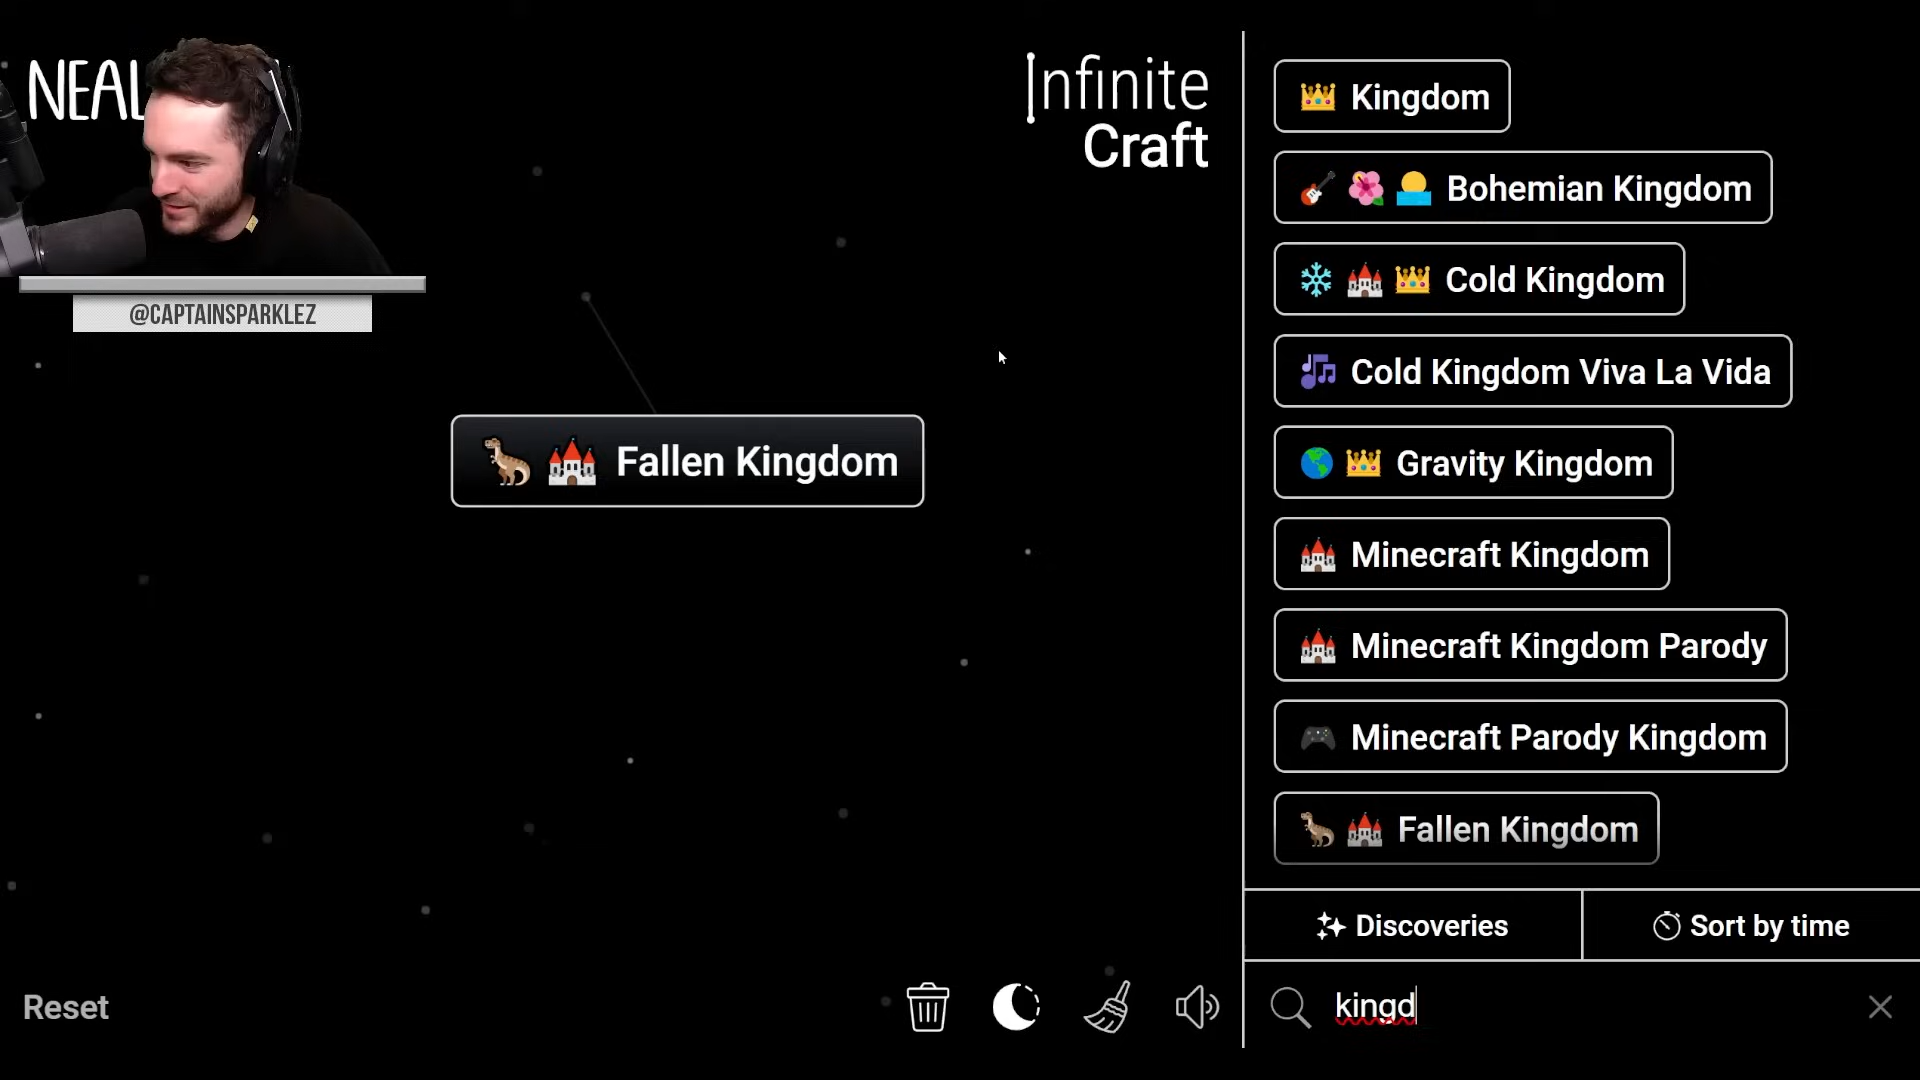 NEAL
@CAPTAINSPARKLEZ
Infinite
Craft
Fallen Kingdom
Kingdom
Bohemian Kingdom
Cold Kingdom
Cold Kingdom Viva La Vida
Gravity Kingdom
Minecraft Kingdom
Minecraft Kingdom Parody
Minecraft Parody Kingdom
Fallen Kingdom
Discoveries
Sort by time
kingd
Reset